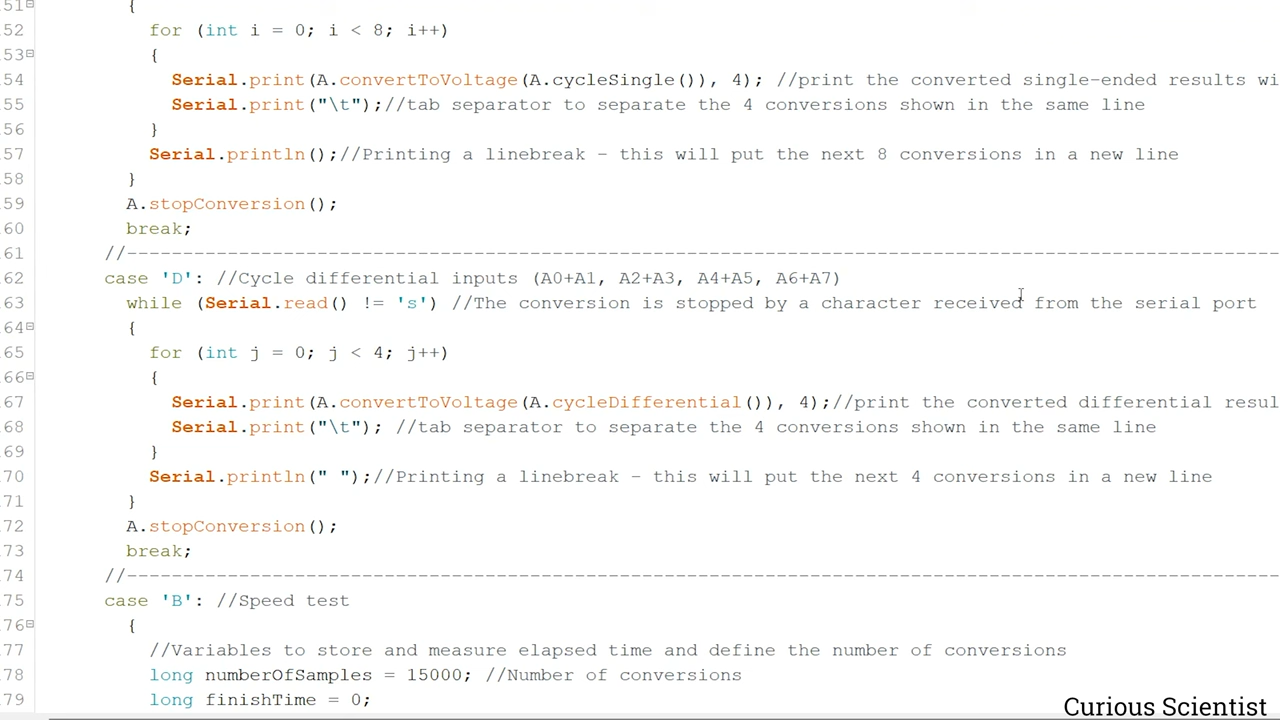 51 {
52 for (int i = 0; i < 8; i++)
53 {
54 Serial.print(A.convertToVoltage(A.cycleSingle()), 4); //print the converted single-ended results wi
55 Serial.print("\t");//tab separator to separate the 4 conversions shown in the same line
56 }
57 Serial.println();//Printing a linebreak - this will put the next 8 conversions in a new line
58 }
59 A.stopConversion();
60 break;
61 //------------------------------------------------------------------------------------------------------
62 case 'D': //Cycle differential inputs (A0+A1, A2+A3, A4+A5, A6+A7)
63 while (Serial.read() != 's') //The conversion is stopped by a character received from the serial port
64 {
65 for (int j = 0; j < 4; j++)
66 {
67 Serial.print(A.convertToVoltage(A.cycleDifferential()), 4);//print the converted differential resul
68 Serial.print("\t"); //tab separator to separate the 4 conversions shown in the same line
69 }
70 Serial.println(" ");//Printing a linebreak - this will put the next 4 conversions in a new line
71 }
72 A.stopConversion();
73 break;
74 //------------------------------------------------------------------------------------------------------
75 case 'B': //Speed test
76 {
77 //Variables to store and measure elapsed time and define the number of conversions
78 long numberOfSamples = 15000; //Number of conversions
79 long finishTime = 0;
Curious Scientist